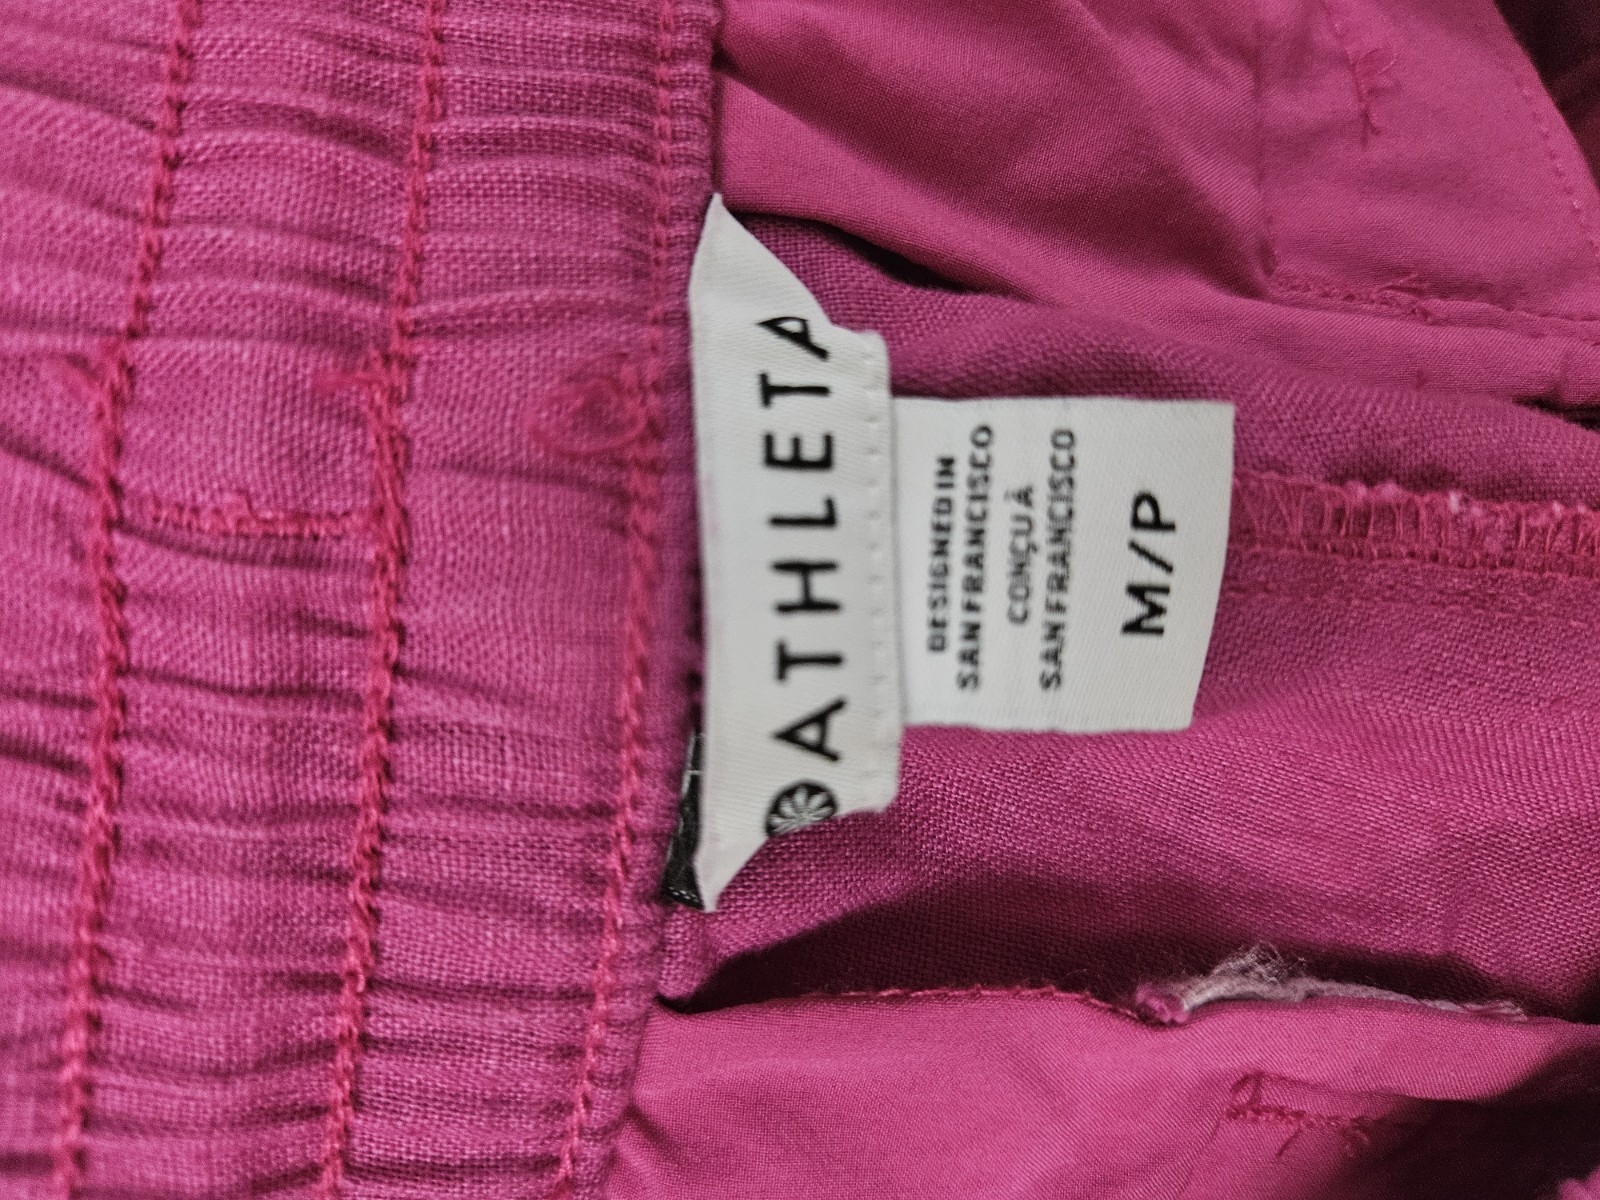 ATHLETA
DESIGNED IN
SAN FRANCISCO
CONÇU À
SAN FRANCISCO
M/P